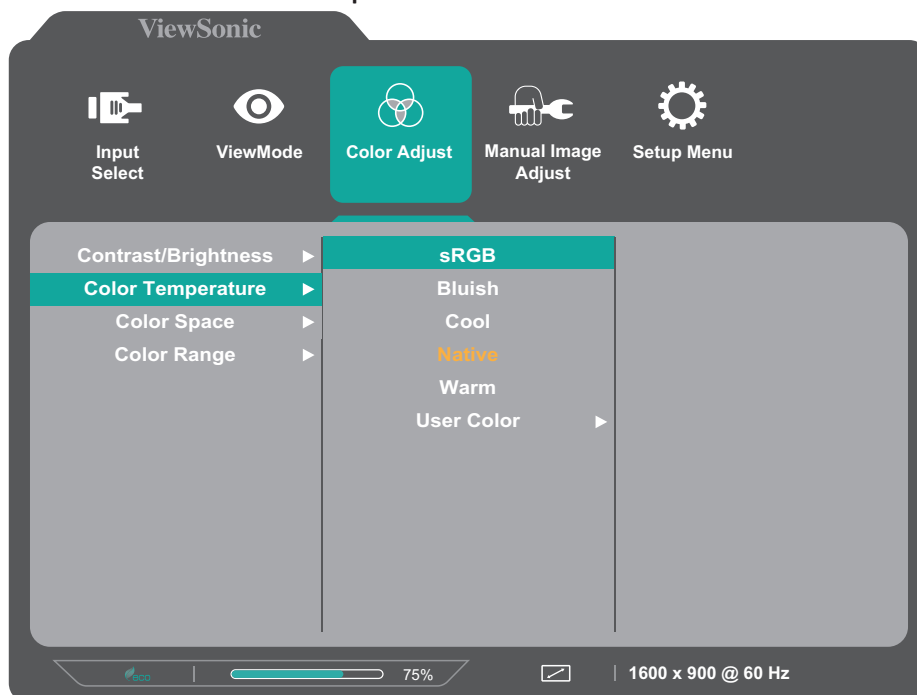 ViewSonic
Input
Select
ViewMode
Color Adjust
Manual Image
Adjust
Setup Menu
Contrast/Brightness ▶
Color Temperature ▶
Color Space ▶
Color Range ▶
sRGB
Bluish
Cool
Native
Warm
User Color ▶
eco
75%
1600 x 900 @ 60 Hz